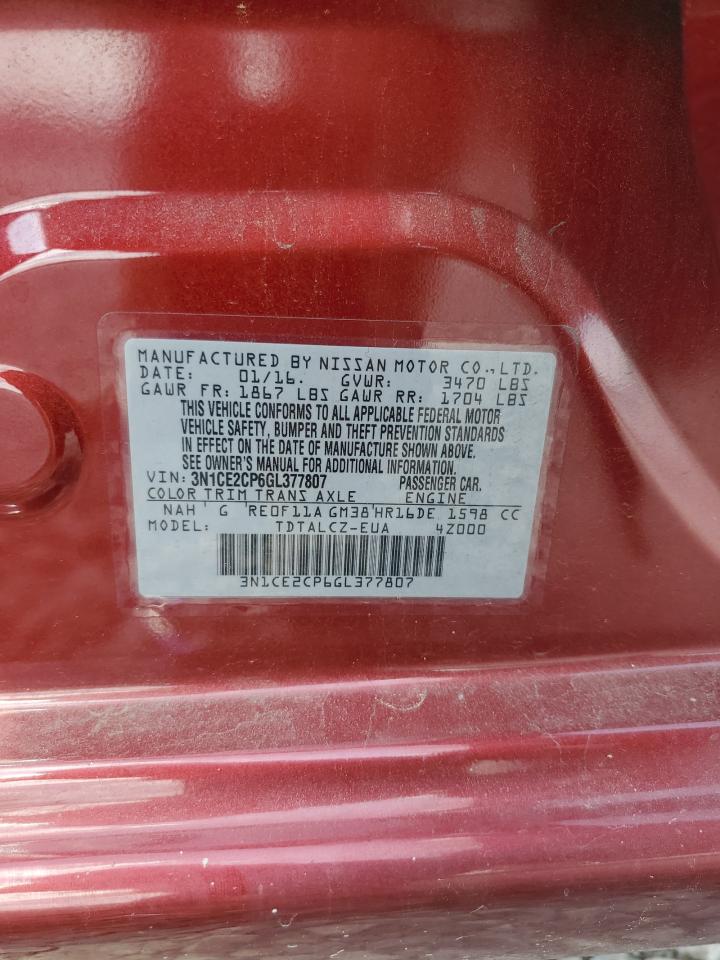 MANUFACTURED BY NISSAN MOTOR CO., LTD.
DATE: 01/16. GVWR: 3470 LBS
GAWR FR: 1867 LBS GAWR RR: 1704 LBS
THIS VEHICLE CONFORMS TO ALL APPLICABLE FEDERAL MOTOR
VEHICLE SAFETY, BUMPER AND THEFT PREVENTION STANDARDS
IN EFFECT ON THE DATE OF MANUFACTURE SHOWN ABOVE.
SEE OWNER'S MANUAL FOR ADDITIONAL INFORMATION.
VIN: 3N1CE2CP6GL377807 PASSENGER CAR.
COLOR TRIM TRANS AXLE ENGINE
NAH G RE0F11A GM38 HR16DE 1598 CC
MODEL: TDTALCZ-EUA 4Z000
3N1CE2CP6GL377807